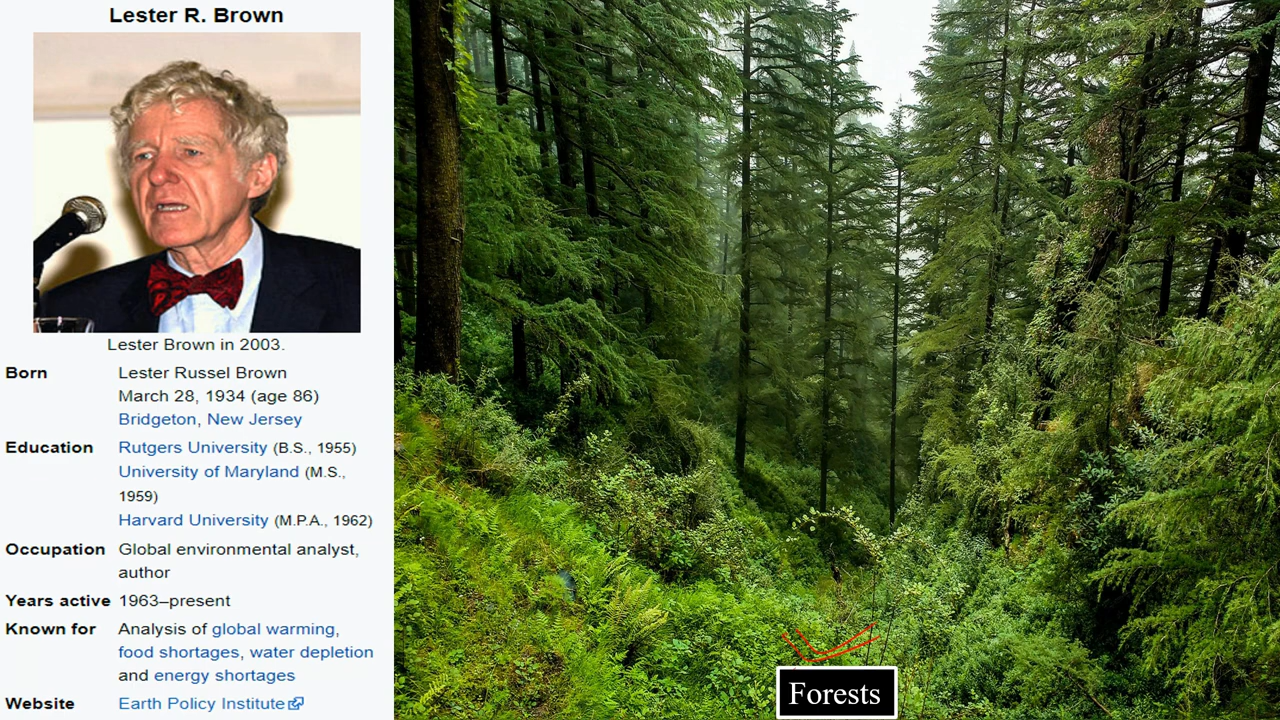 Lester R. Brown
Lester Brown in 2003.
Born Lester Russel Brown
March 28, 1934 (age 86)
Bridgeton, New Jersey
Education Rutgers University (B.S., 1955)
University of Maryland (M.S.,
1959)
Harvard University (M.P.A., 1962)
Occupation Global environmental analyst,
author
Years active 1963–present
Known for Analysis of global warming,
food shortages, water depletion
and energy shortages
Website Earth Policy Institute
Forests